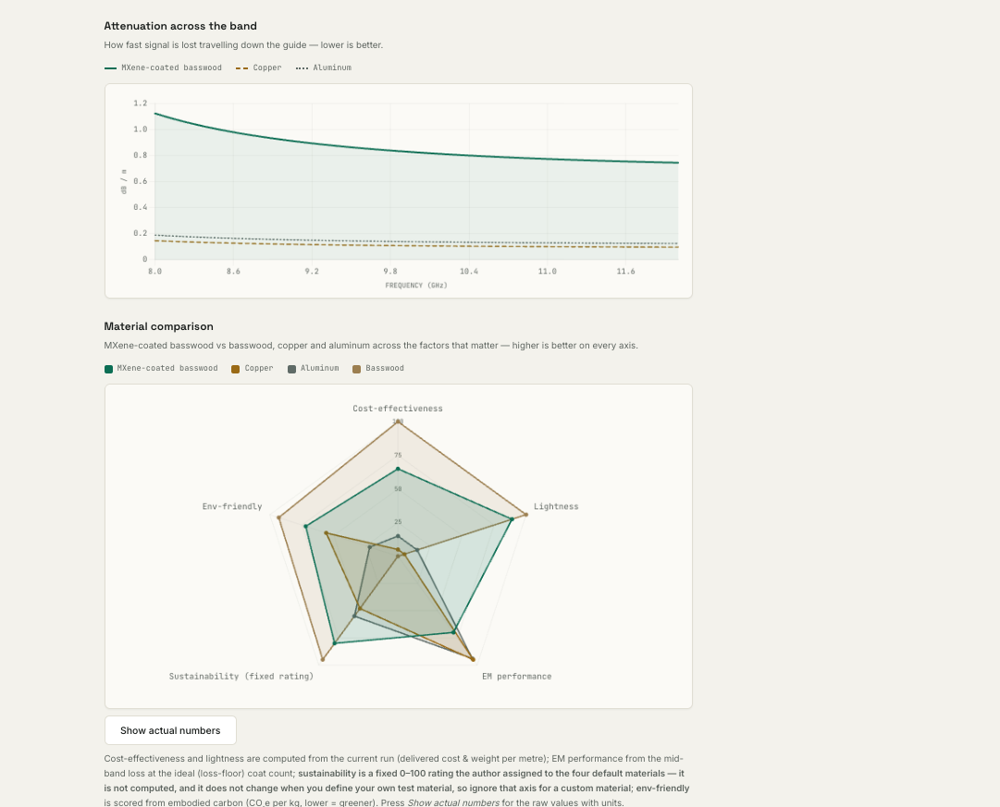 Attenuation across the band
How fast signal is lost travelling down the guide — lower is better.
MXene-coated basswood Copper Aluminum
1.2
1.0
0.8
0.6
0.4
0.2
0
dB / m
8.0 8.6 9.2 9.8 10.4 11.0 11.6
FREQUENCY (GHz)
Material comparison
MXene-coated basswood vs basswood, copper and aluminum across the factors that matter — higher is better on every axis.
MXene-coated basswood Copper Aluminum Basswood
Cost-effectiveness
100
75
50
25
Env-friendly Lightness
Sustainability (fixed rating) EM performance
Show actual numbers
Cost-effectiveness and lightness are computed from the current run (delivered cost & weight per metre); EM performance from the mid-
band loss at the ideal (loss-floor) coat count; sustainability is a fixed 0–100 rating the author assigned to the four default materials — it
is not computed, and it does not change when you define your own test material, so ignore that axis for a custom material; env-friendly
is scored from embodied carbon (CO₂e per kg, lower = greener). Press Show actual numbers for the raw values with units.